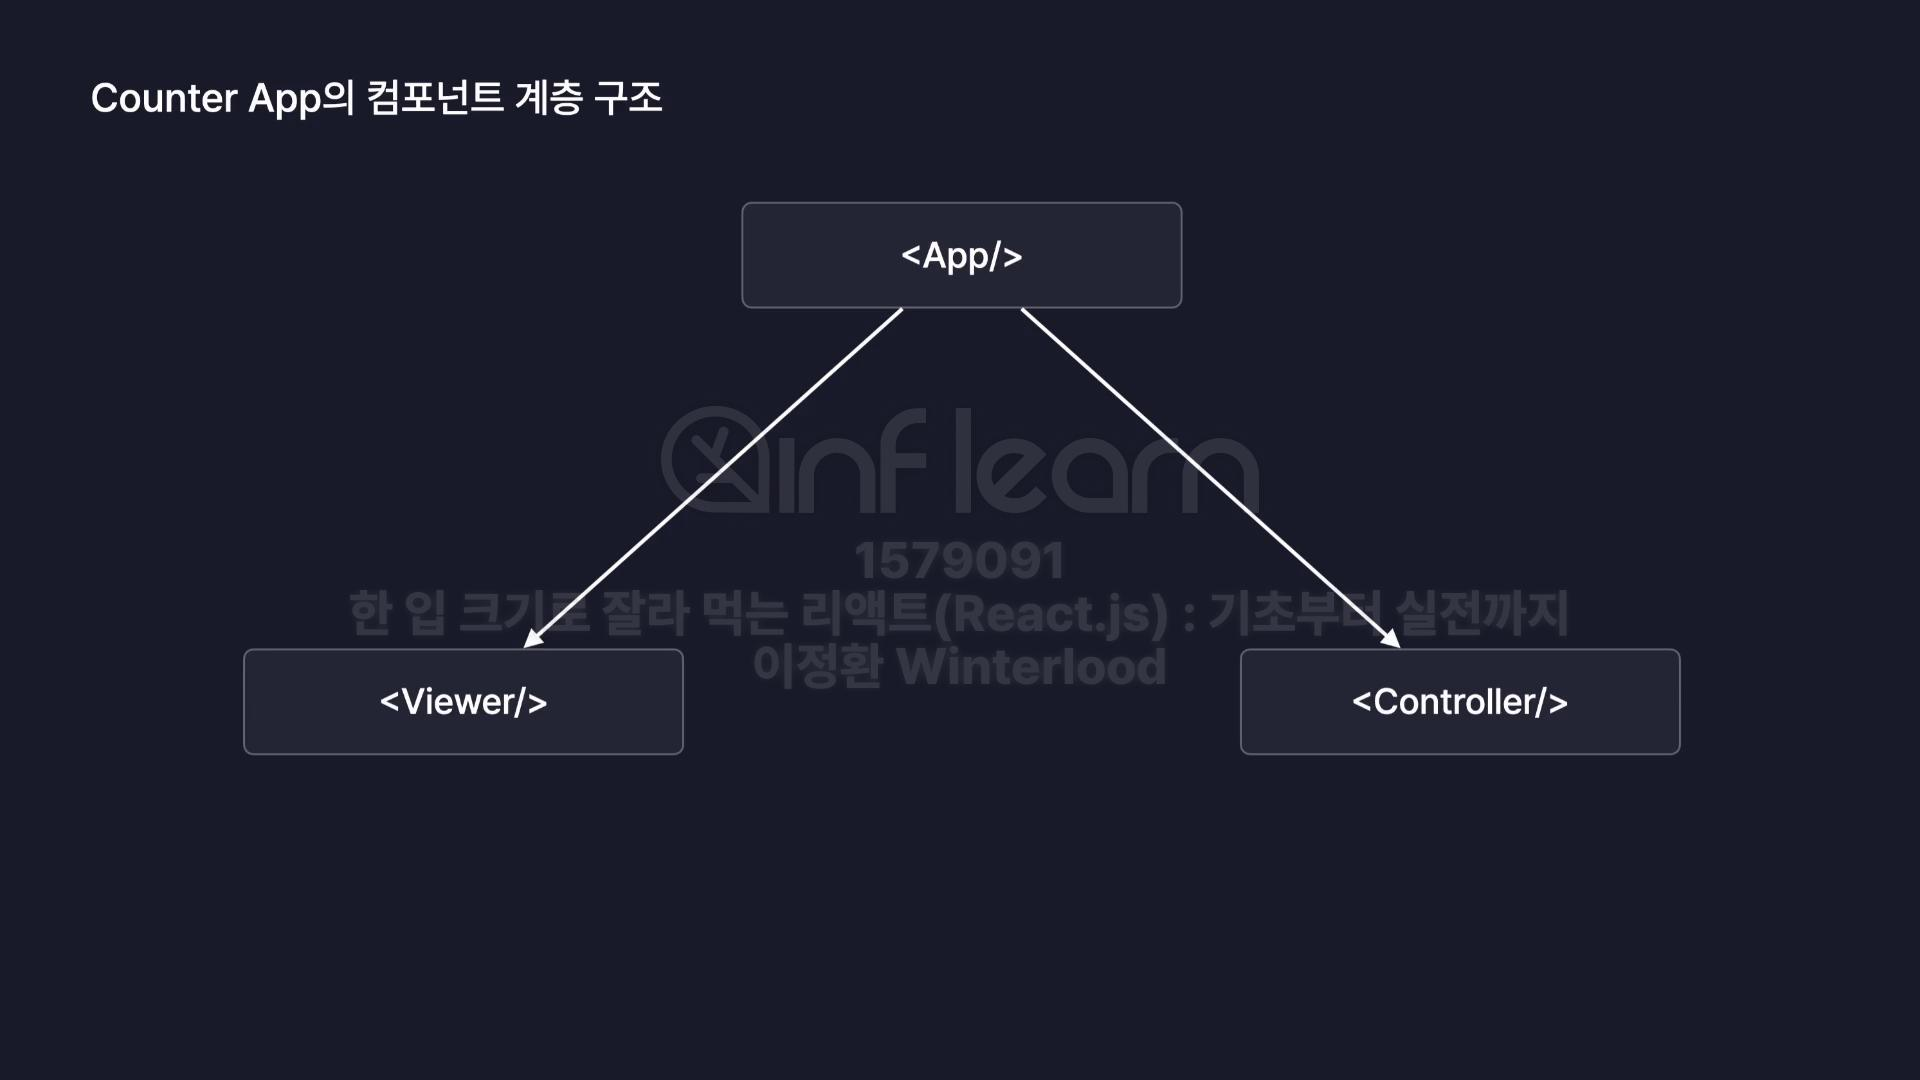 Counter App의 컴포넌트 계층 구조
<App/>
inflearn
1579091
한 입 크기로 잘라 먹는 리액트(React.js) : 기초부터 실전까지
이정환 Winterlood
<Viewer/>
<Controller/>